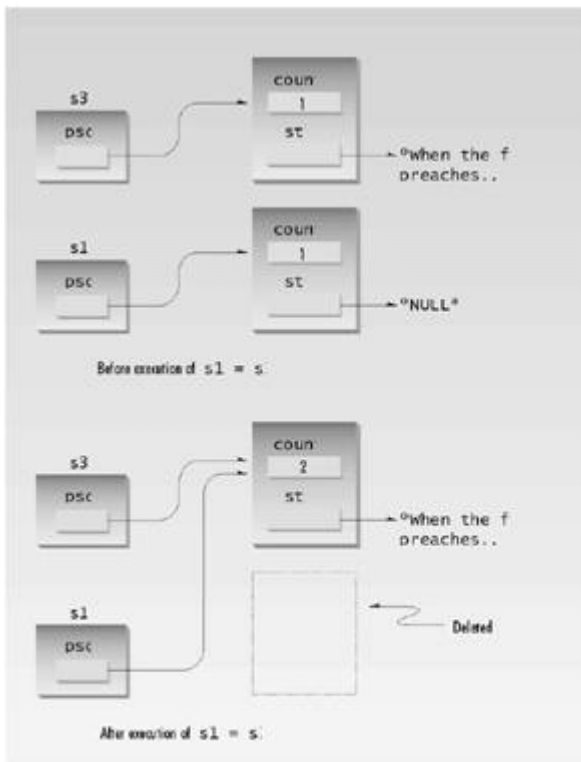 coun
1
s3
psc
st
"When the f
preaches..
coun
s1
1
psc
st
"NULL"
Before execution of s1 = s
coun
s3
2
psc
st
"When the f
preaches..
s1
Deleted
psc
After execution of s1 = s